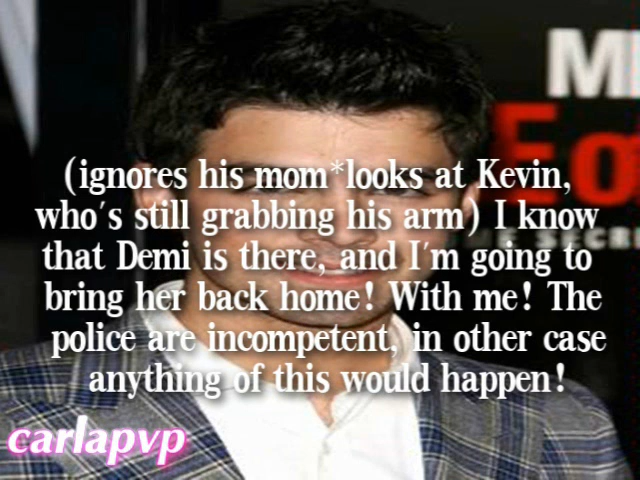 M
Eo
E SECR
(ignores his mom*looks at Kevin,
who's still grabbing his arm) I know
that Demi is there, and I'm going to
bring her back home! With me! The
police are incompetent, in other case
anything of this would happen!
carlapvp